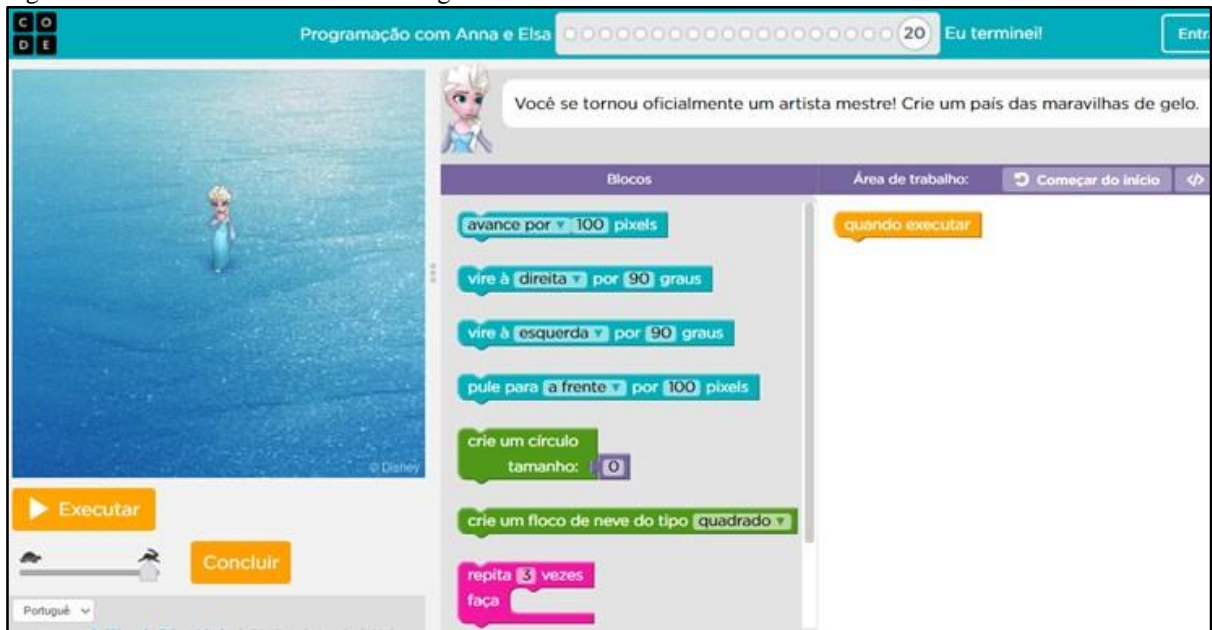 CODE
Programação com Anna e Elsa 20 Eu terminei!
Você se tornou oficialmente um artista mestre! Crie um país das maravilhas de gelo.
Blocos
Área de trabalho: Começar do início </>
avance por 100 pixels
quando executar
vire à direita por 90 graus
vire à esquerda por 90 graus
pule para a frente por 100 pixels
crie um círculo
tamanho: 0
© Disney
Executar
crie um floco de neve do tipo quadrado
Concluir
repita 3 vezes
faça
Portuguê